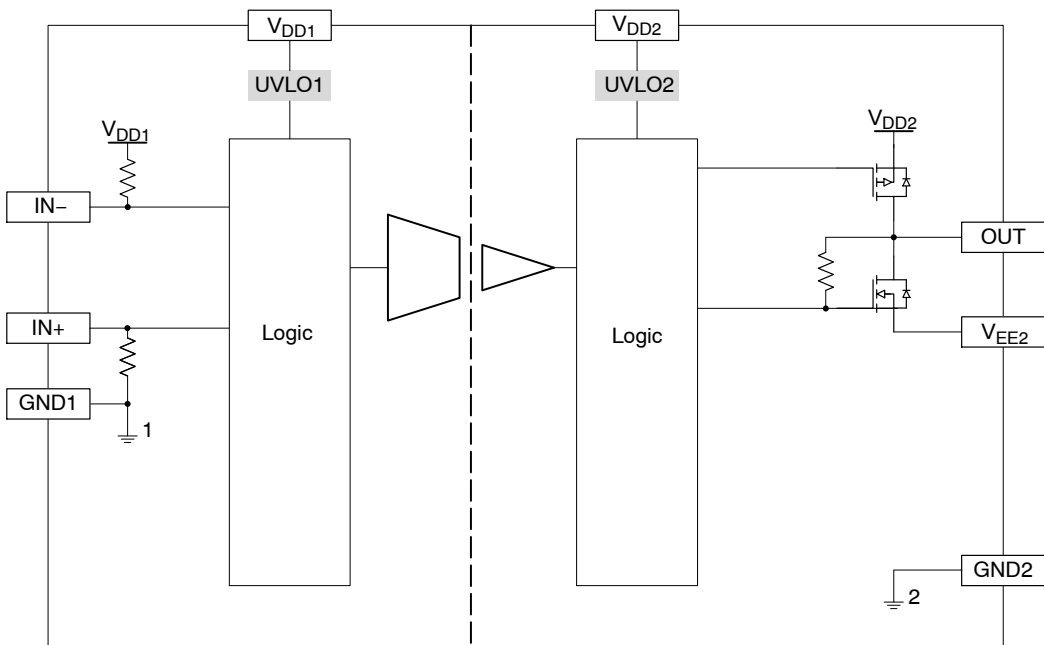 VDD1
VDD2
UVLO1
UVLO2
VDD1
VDD2
IN−
OUT
IN+
Logic
Logic
VEE2
GND1
1
GND2
2